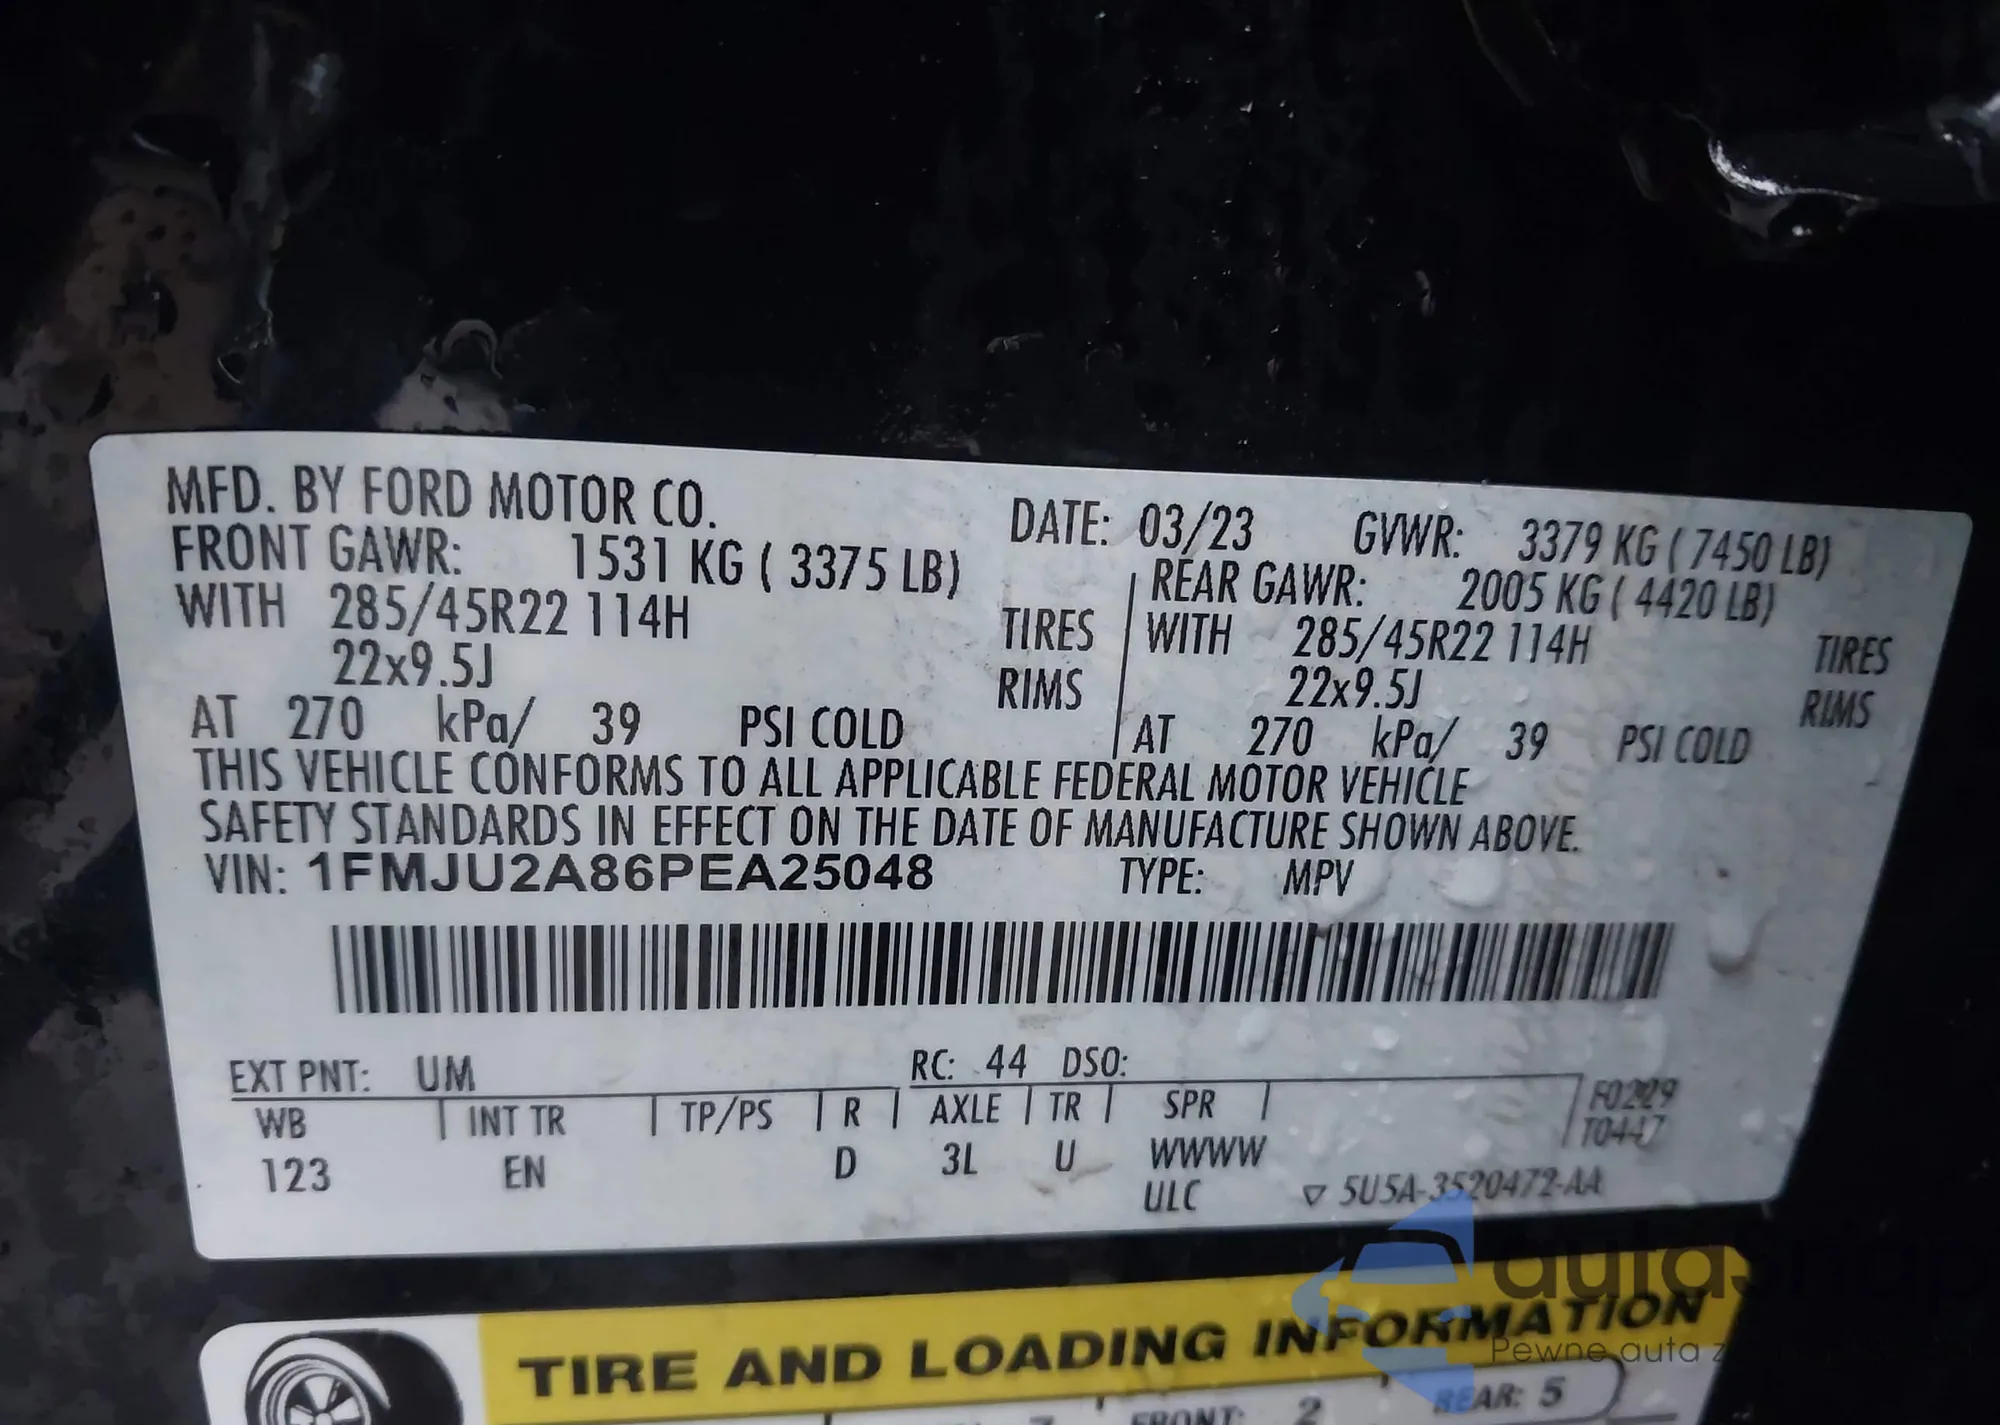 MFD. BY FORD MOTOR CO.
DATE: 03/23 GVWR: 3379 KG ( 7450 LB)
FRONT GAWR: 1531 KG ( 3375 LB)
REAR GAWR: 2005 KG ( 4420 LB)
WITH 285/45R22 114H TIRES
WITH 285/45R22 114H TIRES
22x9.5J RIMS
22x9.5J RIMS
AT 270 kPa/ 39 PSI COLD
AT 270 kPa/ 39 PSI COLD
THIS VEHICLE CONFORMS TO ALL APPLICABLE FEDERAL MOTOR VEHICLE
SAFETY STANDARDS IN EFFECT ON THE DATE OF MANUFACTURE SHOWN ABOVE.
VIN: 1FMJU2A86PEA25048 TYPE: MPV
EXT PNT: UM RC: 44 DSO:
WB INT TR TP/PS R AXLE TR SPR F0229
T0447
123 EN D 3L U WWWW
ULC ▽ 5U5A-3520472-AA
TIRE AND LOADING INFORMATION
Pewne auta z
FRONT: 2 REAR: 5